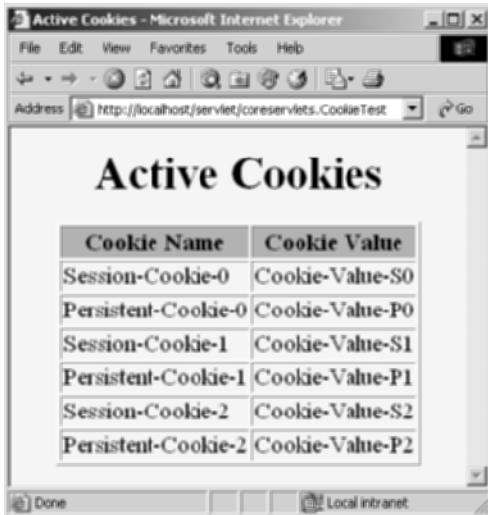 Active Cookies - Microsoft Internet Explorer
File Edit View Favorites Tools Help
Address http://localhost/servlet/coreservlets.CookieTest Go
Active Cookies
Cookie Name Cookie Value
Session-Cookie-0 Cookie-Value-S0
Persistent-Cookie-0 Cookie-Value-P0
Session-Cookie-1 Cookie-Value-S1
Persistent-Cookie-1 Cookie-Value-P1
Session-Cookie-2 Cookie-Value-S2
Persistent-Cookie-2 Cookie-Value-P2
Done Local intranet